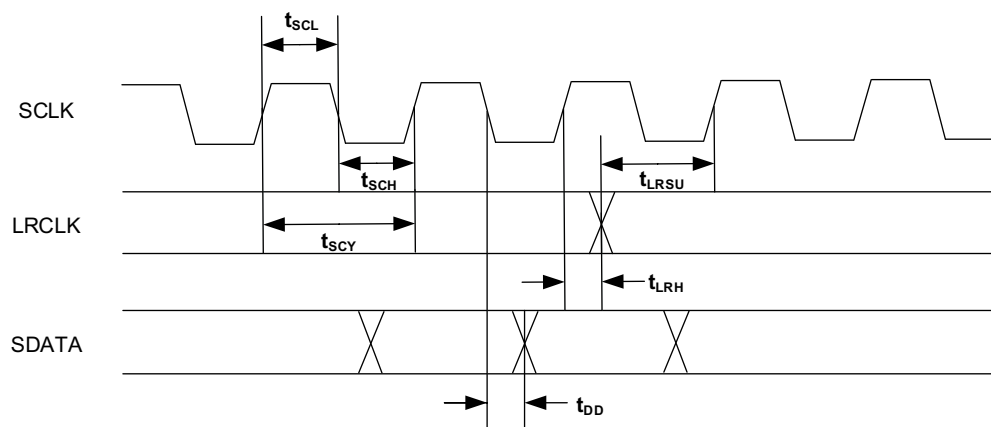 tSCL
SCLK
tSCH
tLRSU
LRCLK
tSCY
tLRH
SDATA
tDD